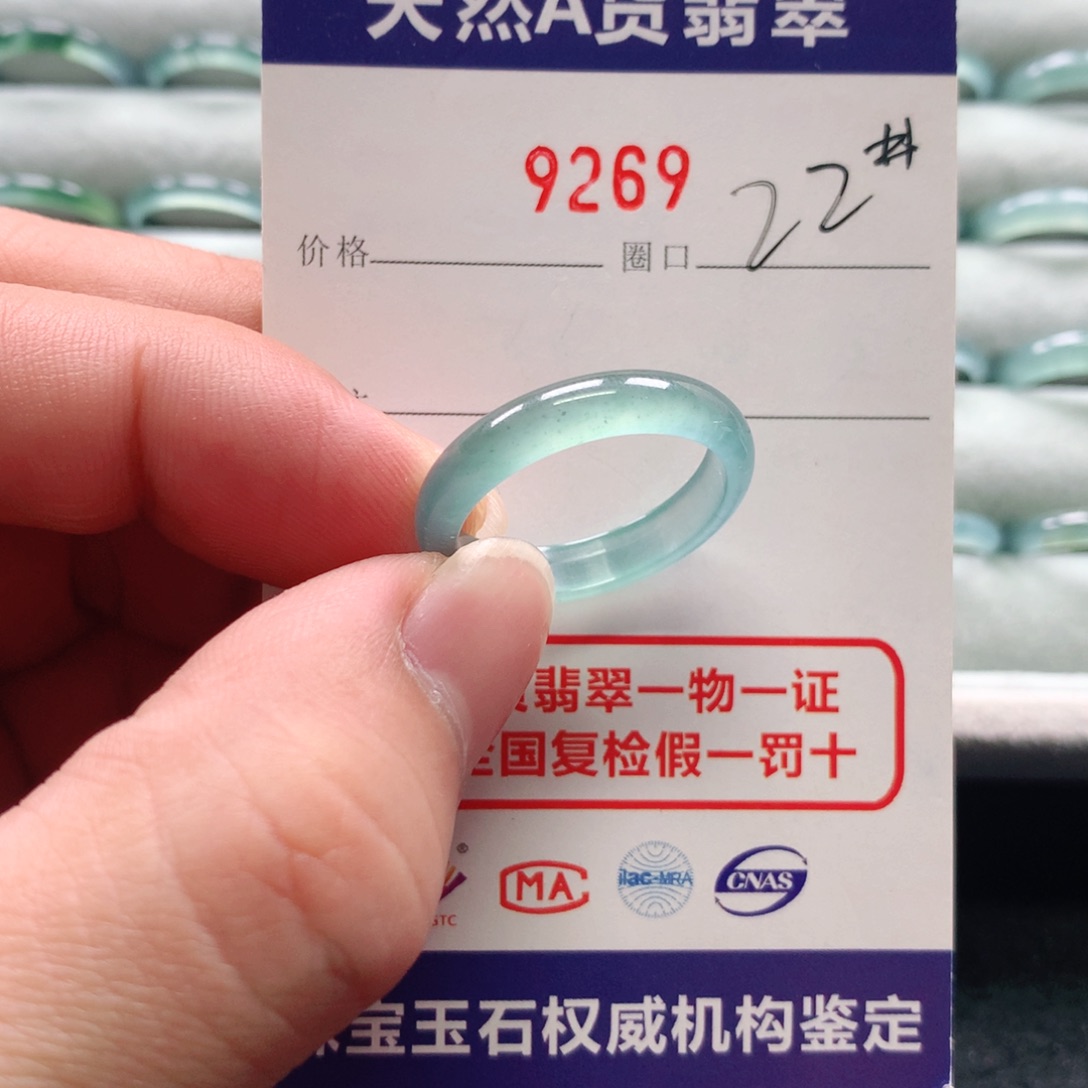 天然A货翡翠
9269
价格 圈口 22#
翡翠一物一证
全国复检假一罚十
GTC
MA ilac-MRA CNAS
宝玉石权威机构鉴定